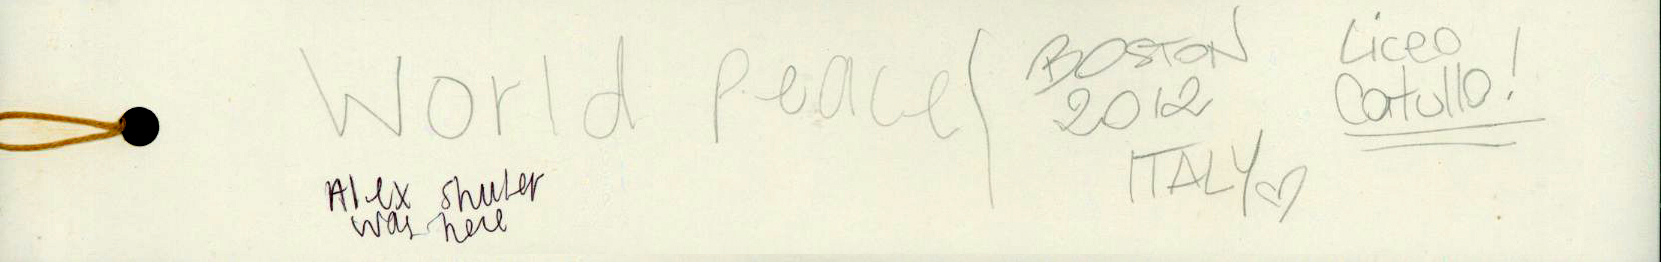 World peace
Alex Shuler
was here
BOSTON
2012
ITALY
Liceo
Catullo!